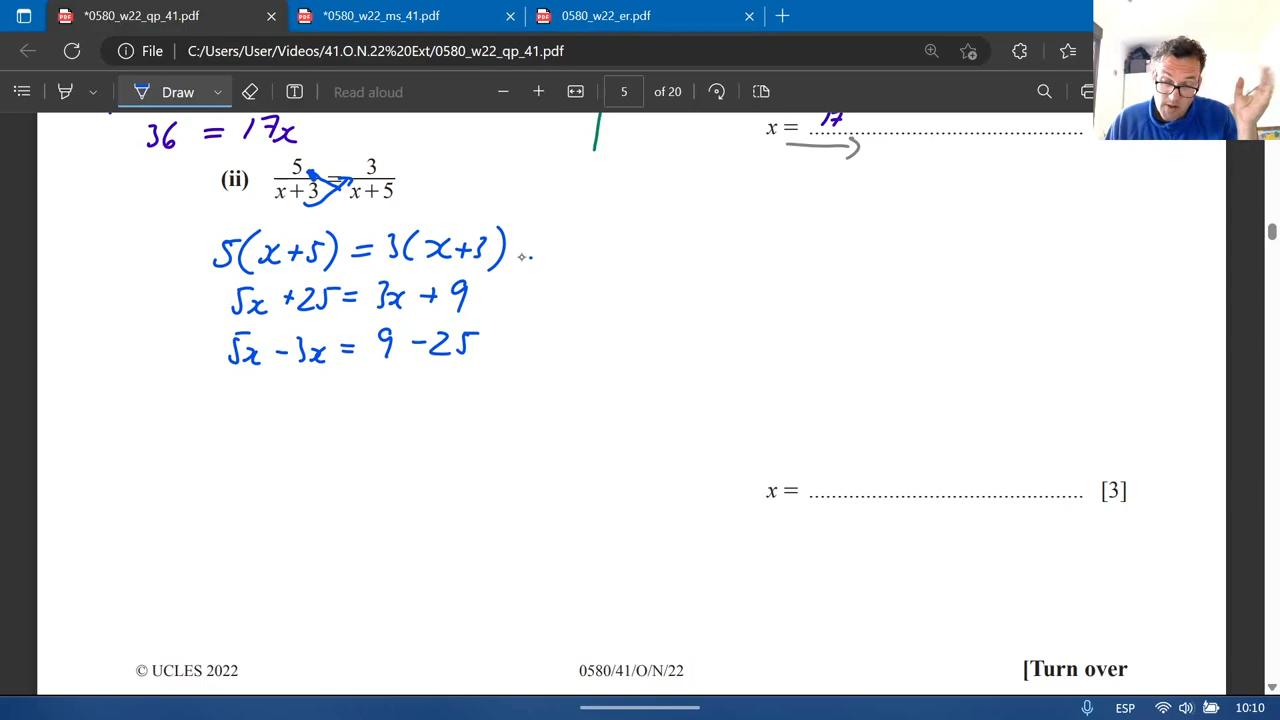 *0580_w22_qp_41.pdf
*0580_w22_ms_41.pdf
0580_w22_er.pdf
File
C:/Users/User/Videos/41.O.N.22%20Ext/0580_w22_qp_41.pdf
Draw
Read aloud
5 of 20
36 = 17x
x = ........................................
(ii) 5/(x + 3) = 3/(x + 5)
5(x+5) = 3(x+3)
5x +25 = 3x + 9
5x - 3x = 9 - 25
x = ........................................ [3]
© UCLES 2022
0580/41/O/N/22
[Turn over
ESP
10:10